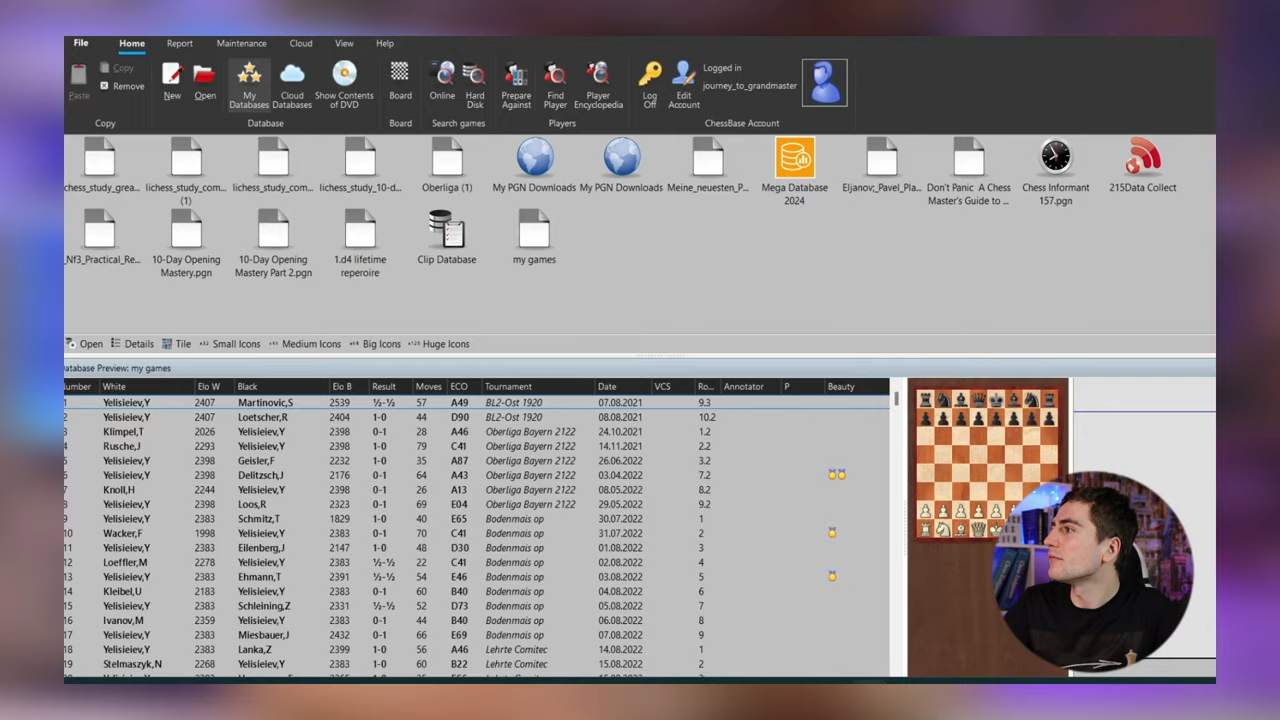 File Home Report Maintenance Cloud View Help
Copy Logged in
Remove journey_to_grandmaster
Paste New Open My Databases Cloud Databases Show Contents of DVD Board Online Hard Disk Prepare Against Find Player Player Encyclopedia Log Off Edit Account
Copy Database Board Search games Players ChessBase Account
lichess_study_grea... lichess_study_com... (1) lichess_study_com... lichess_study_10-d... Oberliga (1) My PGN Downloads My PGN Downloads Meine_neuesten_P... Mega Database 2024 Eljanov_Pavel_Pla... Don't Panic A Chess Master's Guide to ... Chess Informant 157.pgn 215Data Collect
_Nf3_Practical_Re... 10-Day Opening Mastery.pgn 10-Day Opening Mastery Part 2.pgn 1.d4 lifetime reperoire Clip Database my games
Open Details Tile Small Icons Medium Icons Big Icons Huge Icons
atabase Preview: my games
umber White Elo W Black Elo B Result Moves ECO Tournament Date VCS Ro... Annotator P Beauty
1 Yelisieiev,Y 2407 Martinovic,S 2539 ½-½ 57 A49 BL2-Ost 1920 07.08.2021 9.3
2 Yelisieiev,Y 2407 Loetscher,R 2404 1-0 44 D90 BL2-Ost 1920 08.08.2021 10.2
3 Klimpel,T 2026 Yelisieiev,Y 2398 0-1 28 A46 Oberliga Bayern 2122 24.10.2021 1.2
4 Rusche,J 2293 Yelisieiev,Y 2398 0-1 79 C41 Oberliga Bayern 2122 14.11.2021 2.2
5 Yelisieiev,Y 2398 Geisler,F 2232 1-0 35 A87 Oberliga Bayern 2122 26.06.2022 3.2
6 Yelisieiev,Y 2398 Delitzsch,J 2176 0-1 64 A43 Oberliga Bayern 2122 03.04.2022 7.2
7 Knoll,H 2244 Yelisieiev,Y 2398 0-1 26 A13 Oberliga Bayern 2122 08.05.2022 8.2
8 Yelisieiev,Y 2398 Loos,R 2323 0-1 69 E04 Oberliga Bayern 2122 29.05.2022 9.2
9 Yelisieiev,Y 2383 Schmitz,T 1829 1-0 40 E65 Bodenmais op 30.07.2022 1
10 Wacker,F 1998 Yelisieiev,Y 2383 0-1 70 C41 Bodenmais op 31.07.2022 2
11 Yelisieiev,Y 2383 Eilenberg,J 2147 1-0 48 D30 Bodenmais op 01.08.2022 3
12 Loeffler,M 2278 Yelisieiev,Y 2383 ½-½ 22 C41 Bodenmais op 02.08.2022 4
13 Yelisieiev,Y 2383 Ehmann,T 2391 ½-½ 54 E46 Bodenmais op 03.08.2022 5
14 Kleibel,U 2183 Yelisieiev,Y 2383 0-1 60 B40 Bodenmais op 04.08.2022 6
15 Yelisieiev,Y 2383 Schleining,Z 2331 ½-½ 52 D73 Bodenmais op 05.08.2022 7
16 Ivanov,M 2359 Yelisieiev,Y 2383 0-1 44 B40 Bodenmais op 06.08.2022 8
17 Yelisieiev,Y 2383 Miesbauer,J 2432 0-1 66 E69 Bodenmais op 07.08.2022 9
18 Yelisieiev,Y 2383 Lanka,Z 2399 1-0 56 A46 Lehrte Comitec 14.08.2022 1
19 Stelmaszyk,N 2268 Yelisieiev,Y 2383 0-1 60 B22 Lehrte Comitec 15.08.2022 2